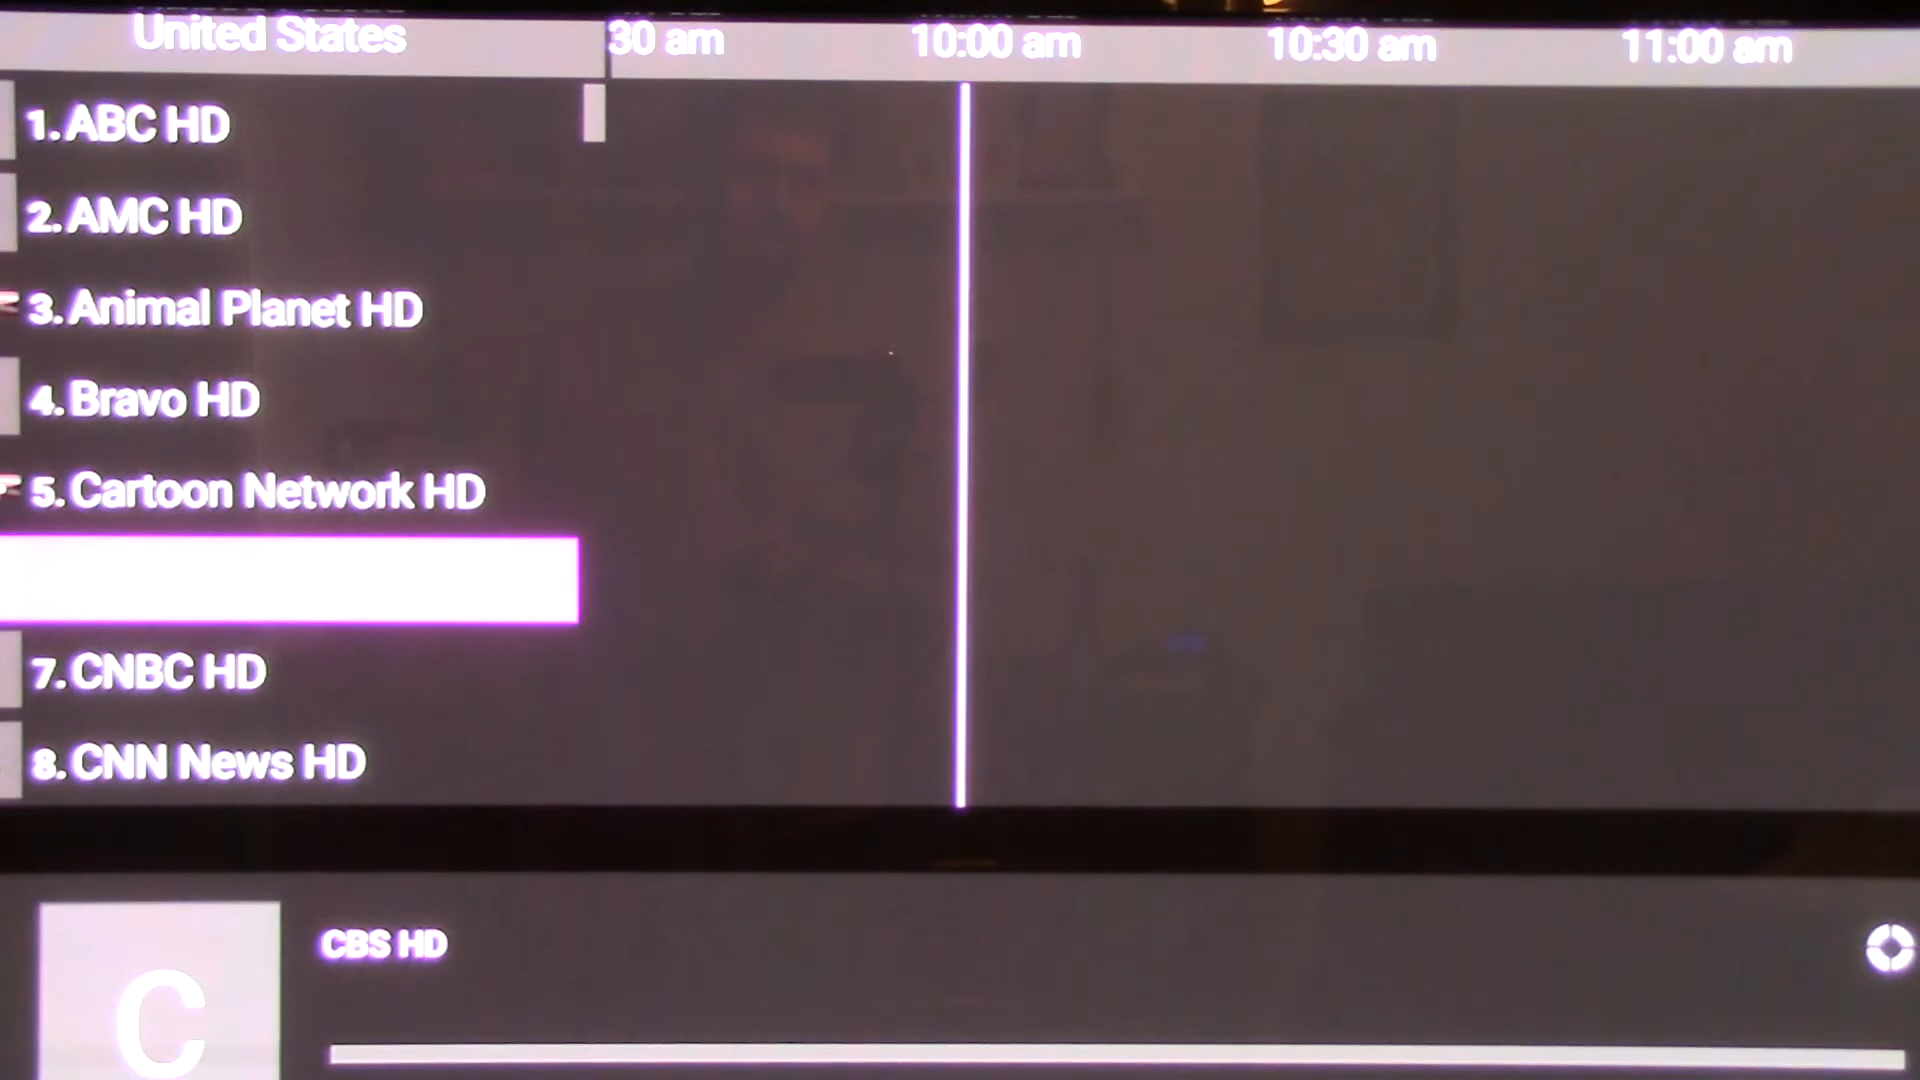 United States 30 am 10:00 am 10:30 am 11:00 am
1. ABC HD
2. AMC HD
3. Animal Planet HD
4. Bravo HD
5. Cartoon Network HD
7. CNBC HD
8. CNN News HD
CBS HD
C